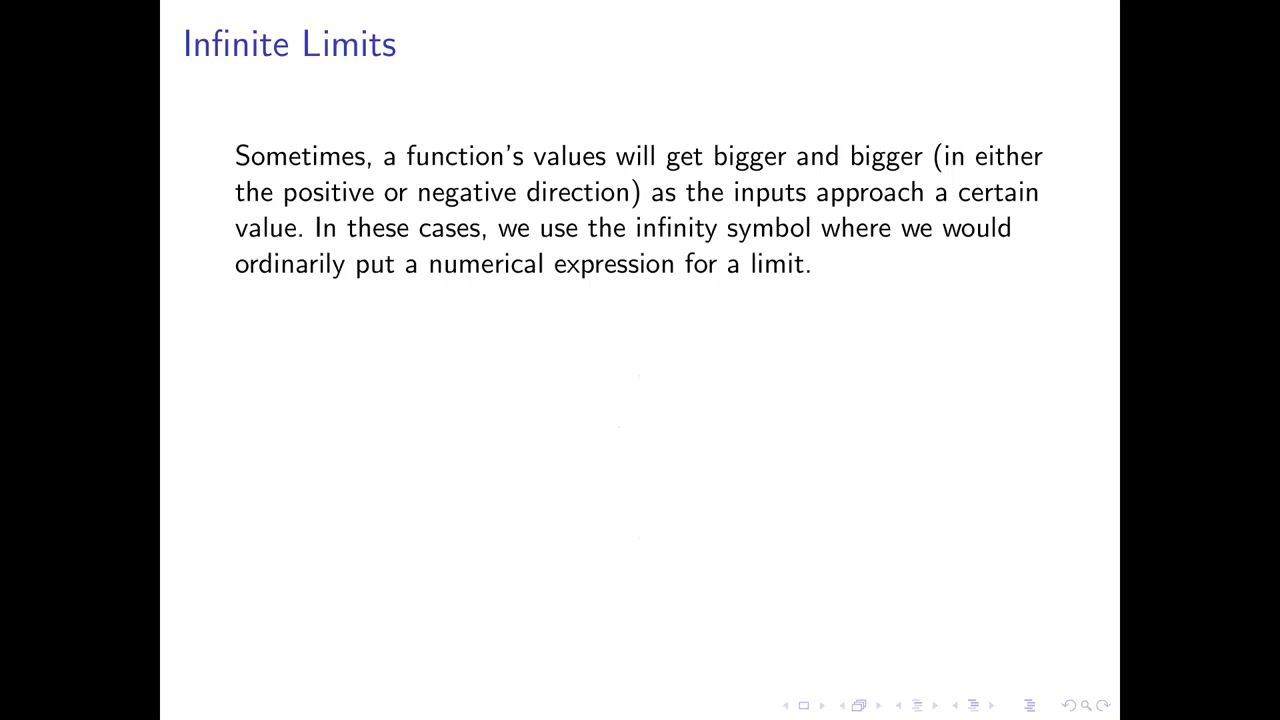 Infinite Limits
Sometimes, a function's values will get bigger and bigger (in either
the positive or negative direction) as the inputs approach a certain
value. In these cases, we use the infinity symbol where we would
ordinarily put a numerical expression for a limit.